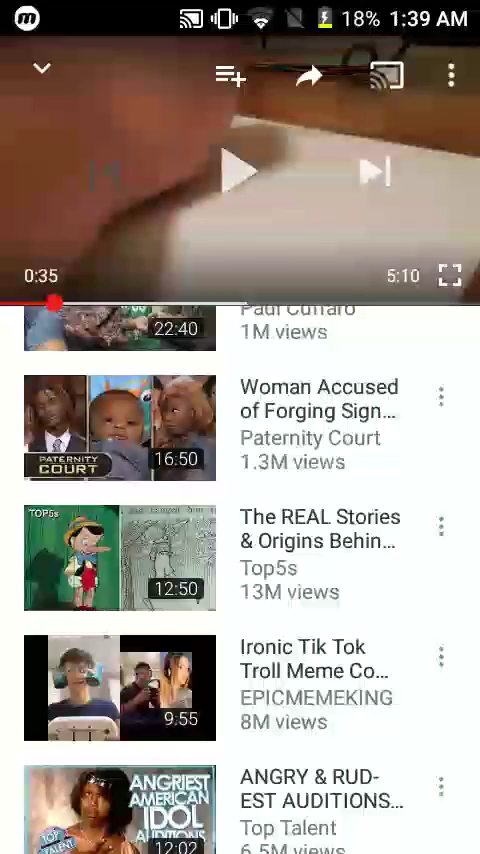 18% 1:39 AM
0:35
5:10
22:40
Paul Cuffaro
1M views
PATERNITY
COURT
16:50
Woman Accused
of Forging Sign...
Paternity Court
1.3M views
TOP5s
12:50
The REAL Stories
& Origins Behin...
Top5s
13M views
9:55
Ironic Tik Tok
Troll Meme Co...
EPICMEMEKING
8M views
ANGRIEST
AMERICAN
IDOL
AUDITIONS
TOP
TALENT
12:02
ANGRY & RUD-
EST AUDITIONS...
Top Talent
6.5M views